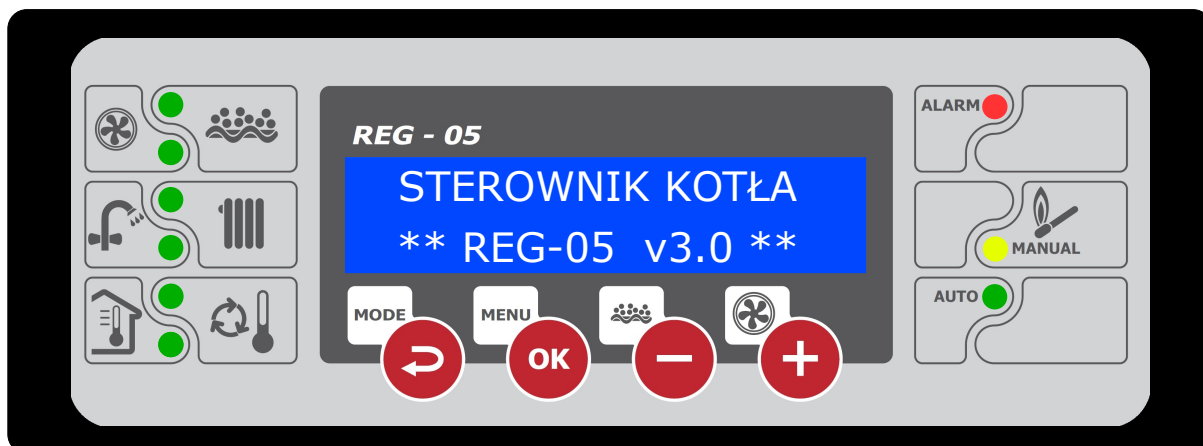 REG - 05
STEROWNIK KOTŁA
** REG-05 v3.0 **
MODE
MENU
OK
ALARM
MANUAL
AUTO